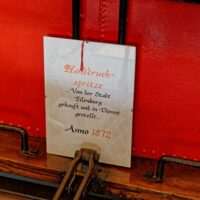 Handdruck-
spritze
Von der Stadt
Eilenburg
gekauft und in Dienst
gestellt.
Anno 1872